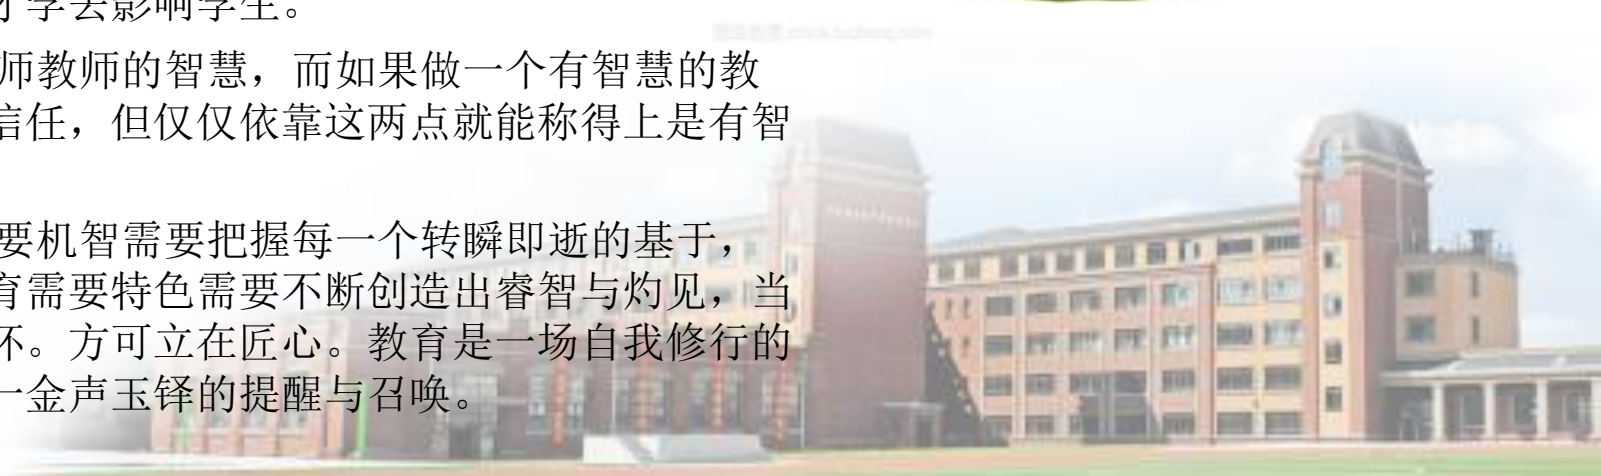 才学去影响学生。
师教师的智慧，而如果做一个有智慧的教
信任，但仅仅依靠这两点就能称得上是有智
要机智需要把握每一个转瞬即逝的基于，
育需要特色需要不断创造出睿智与灼见，当
怀。方可立在匠心。教育是一场自我修行的
一金声玉铎的提醒与召唤。